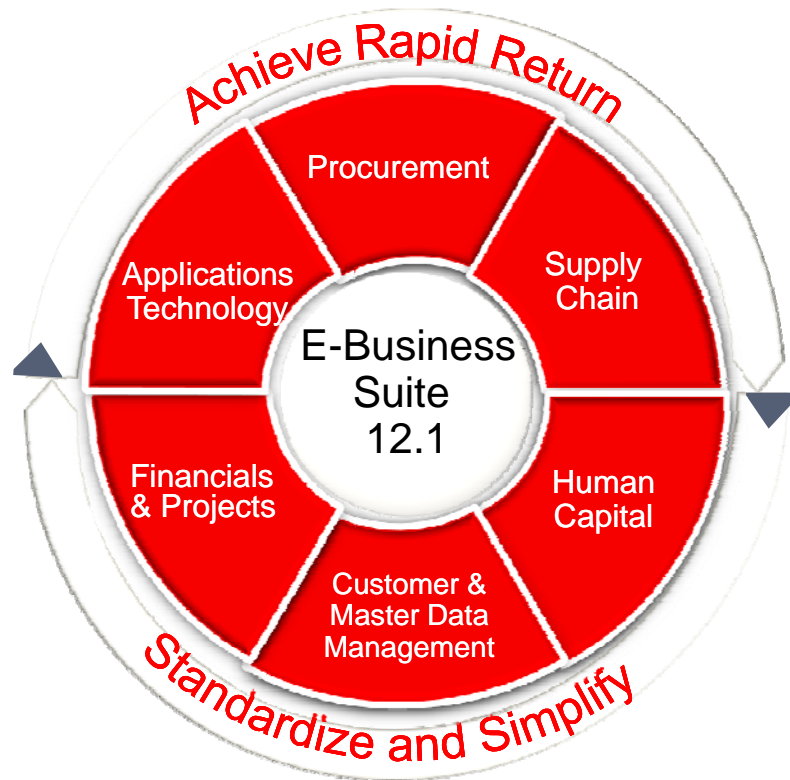 Achieve Rapid Return
Procurement
Supply
Chain
Applications
Technology
E-Business
Suite
12.1
Financials
& Projects
Human
Capital
Customer &
Master Data
Management
Standardize and Simplify